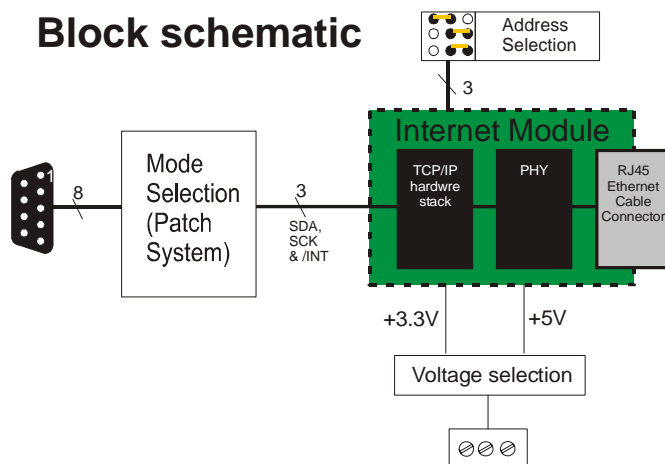 Block schematic
Address
Selection
3
Internet Module
1
8
Mode
Selection
(Patch
System)
3
SDA,
SCK
& /INT
TCP/IP
hardwre
stack
PHY
RJ45
Ethernet
Cable
Connector
+3.3V
+5V
Voltage selection